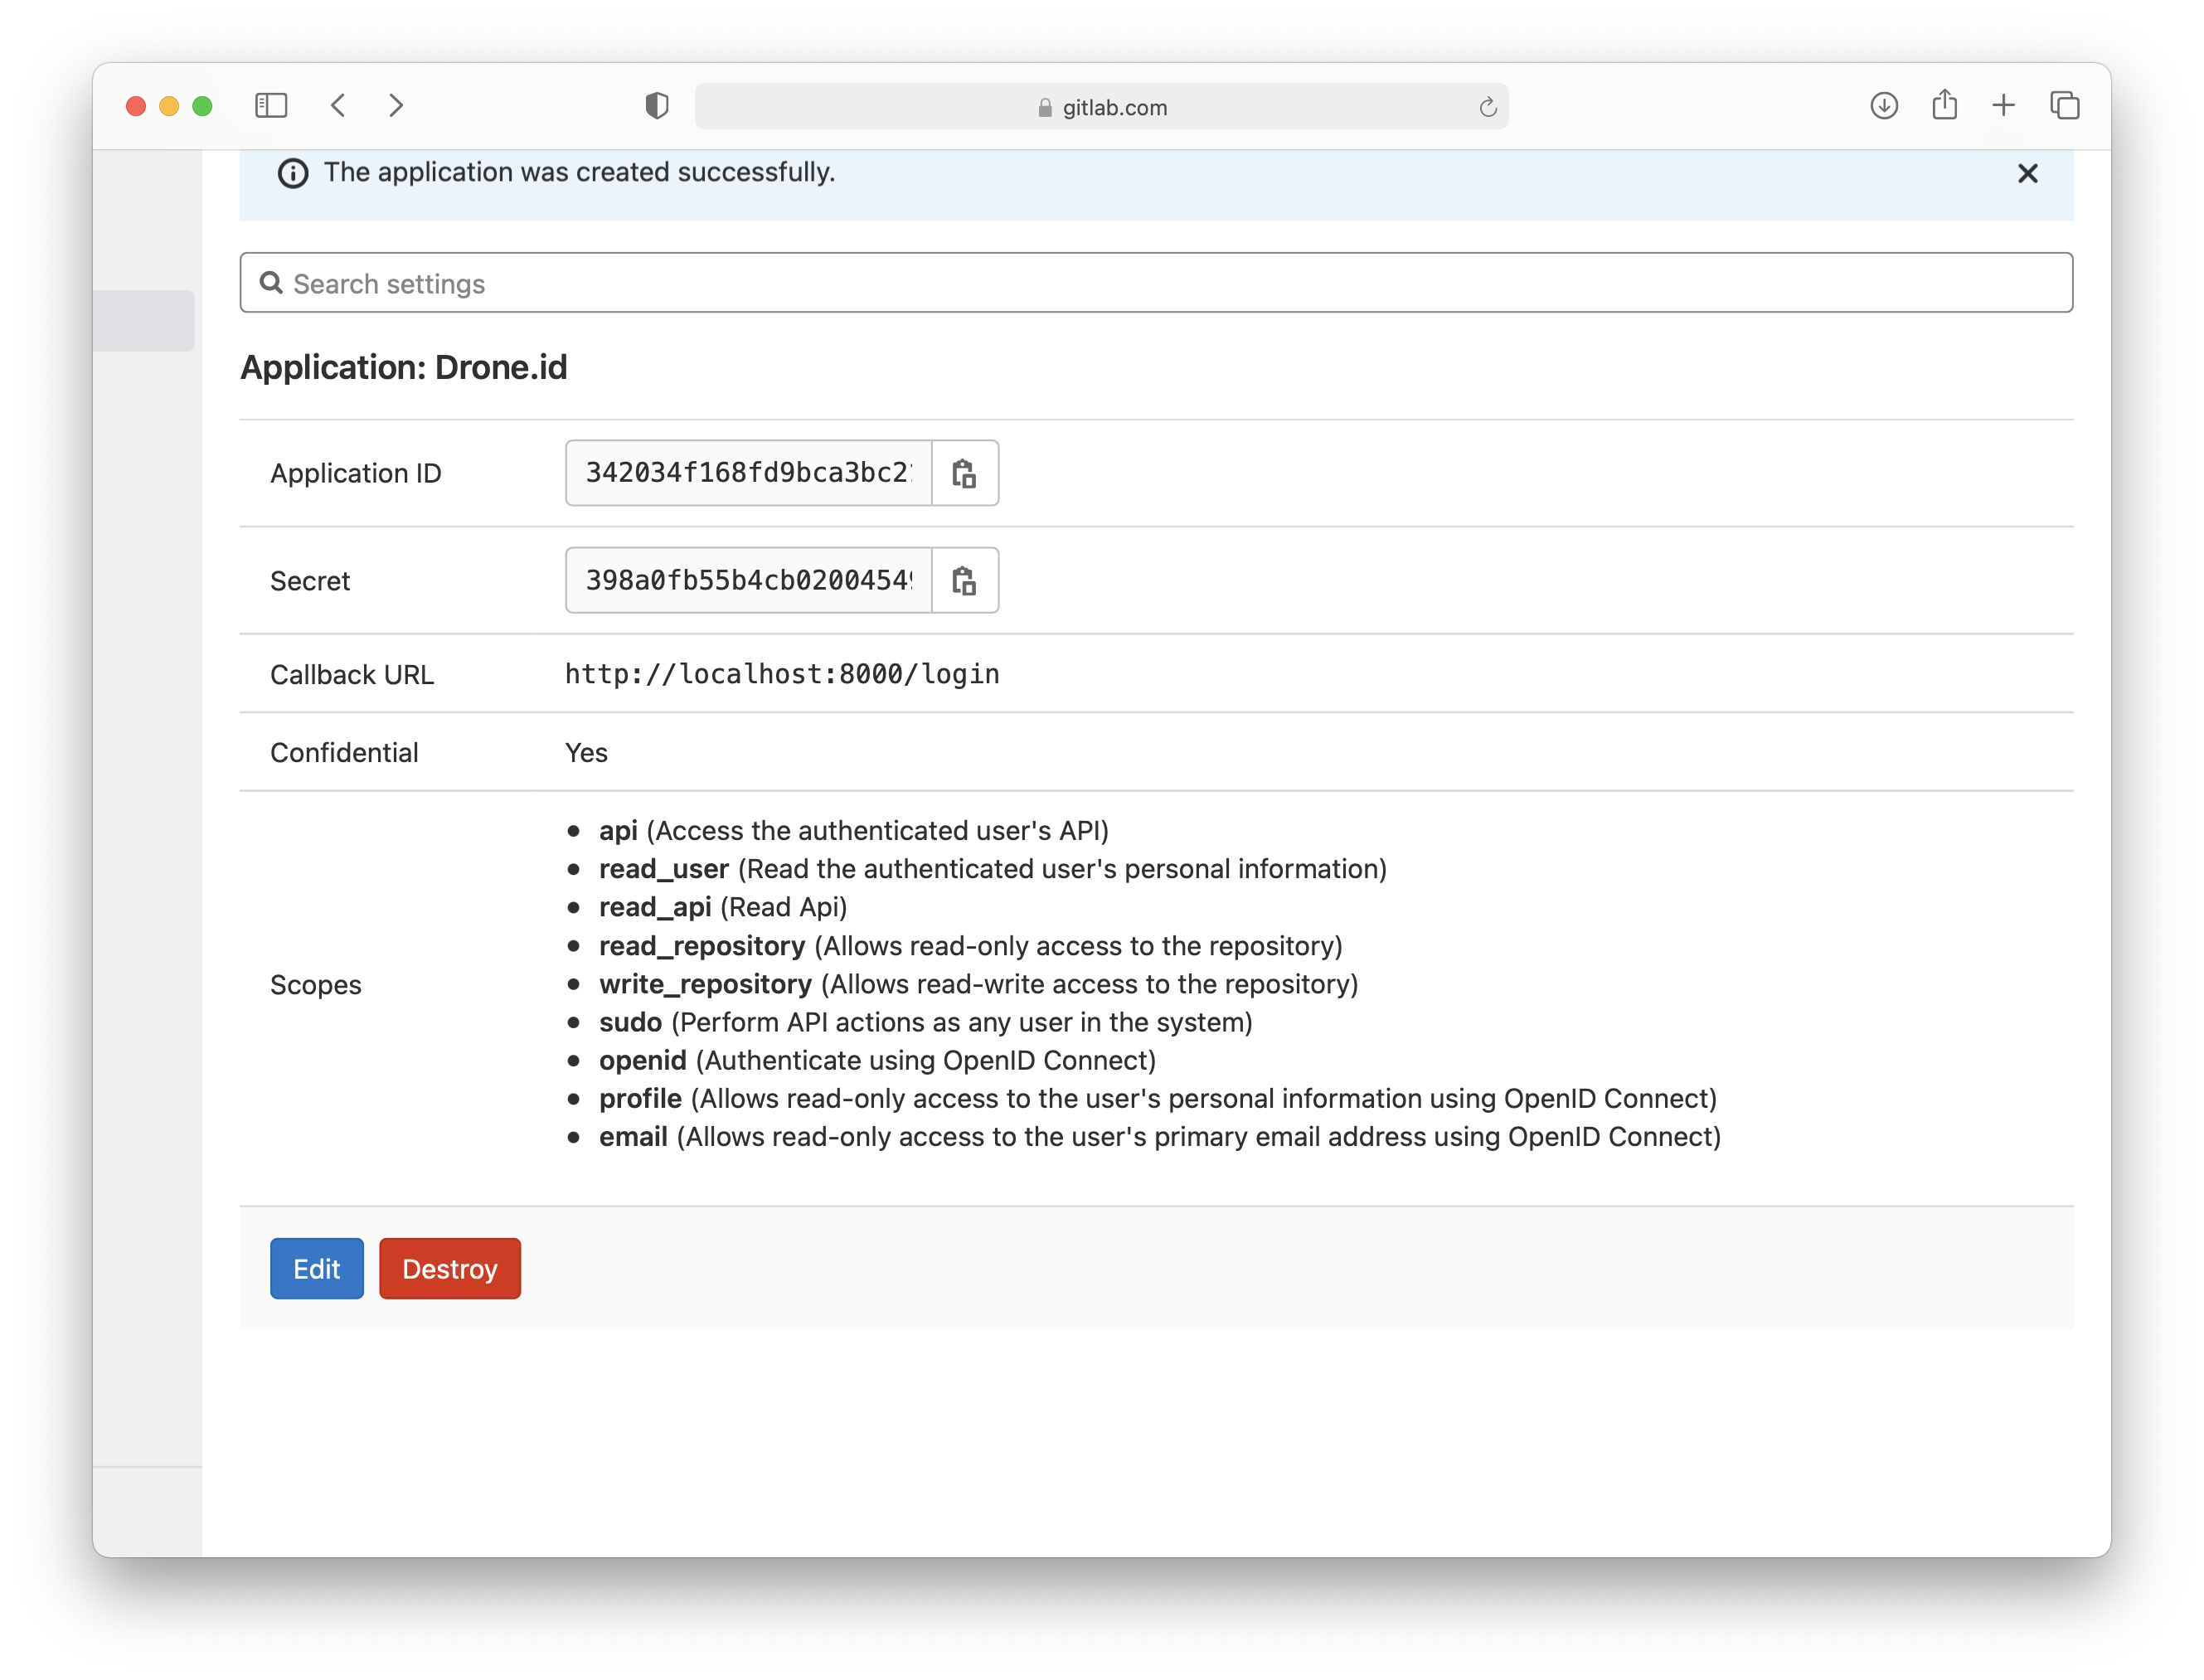 gitlab.com
The application was created successfully.
Search settings
Application: Drone.id
Application ID 342034f168fd9bca3bc2
Secret 398a0fb55b4cb02004549
Callback URL http://localhost:8000/login
Confidential Yes
Scopes
• api (Access the authenticated user's API)
• read_user (Read the authenticated user's personal information)
• read_api (Read Api)
• read_repository (Allows read-only access to the repository)
• write_repository (Allows read-write access to the repository)
• sudo (Perform API actions as any user in the system)
• openid (Authenticate using OpenID Connect)
• profile (Allows read-only access to the user's personal information using OpenID Connect)
• email (Allows read-only access to the user's primary email address using OpenID Connect)
Edit Destroy